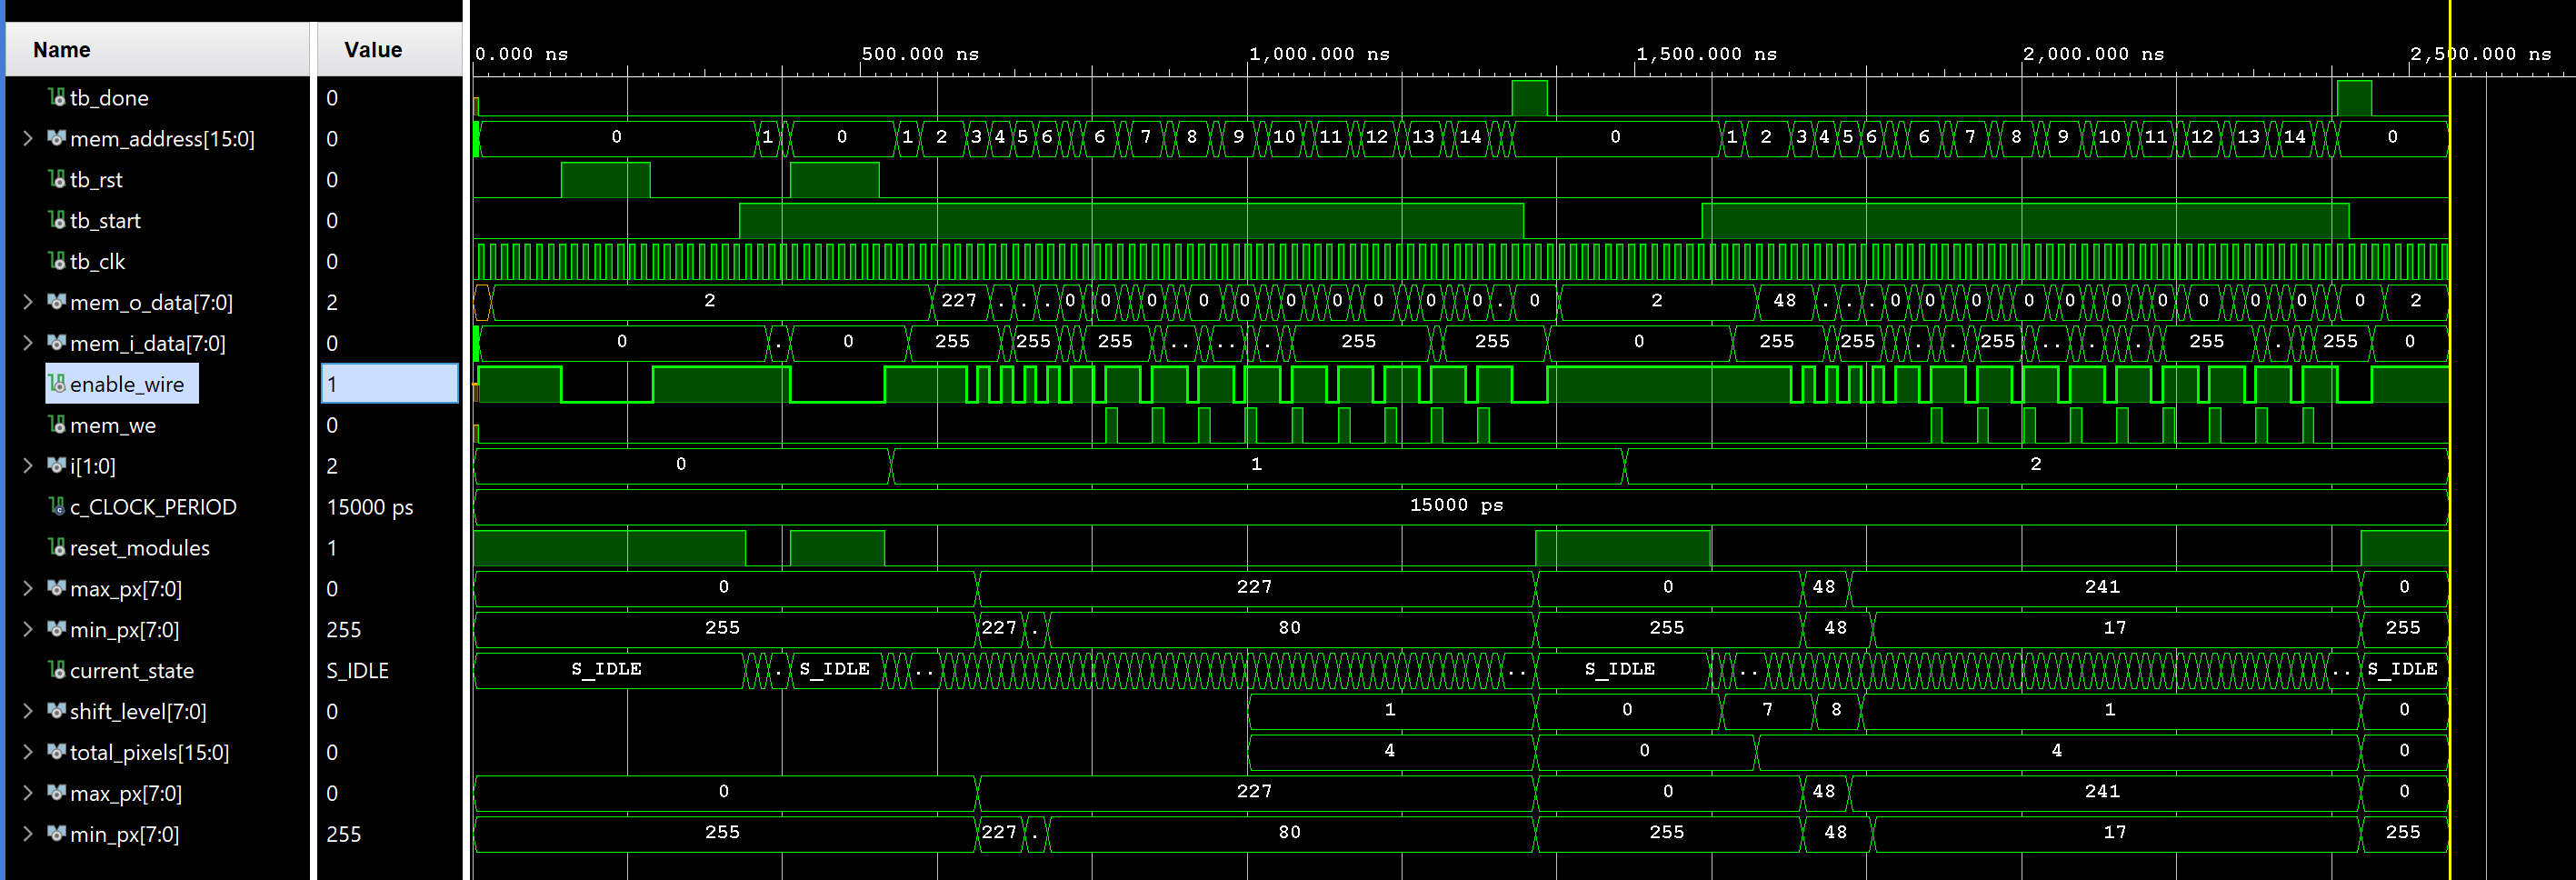 Name Value
0.000 ns 500.000 ns 1,000.000 ns 1,500.000 ns 2,000.000 ns 2,500.000 ns
tb_done 0
mem_address[15:0] 0 0 1 0 1 2 3 4 5 6 6 7 8 9 10 11 12 13 14 0 1 2 3 4 5 6 6 7 8 9 10 11 12 13 14 0
tb_rst 0
tb_start 0
tb_clk 0
mem_o_data[7:0] 2 2 227 . . . 0 0 0 0 0 0 0 0 0 0 . 0 2 48 . . . 0 0 0 0 0 0 0 0 0 0 0 2
mem_i_data[7:0] 0 0 . 0 255 255 255 .. .. . 255 255 0 255 255 . . 255 .. . . 255 . 255 0
enable_wire 1
mem_we 0
i[1:0] 2 0 1 2
c_CLOCK_PERIOD 15000 ps 15000 ps
reset_modules 1
max_px[7:0] 0 0 227 0 48 241 0
min_px[7:0] 255 255 227 . 80 255 48 17 255
current_state S_IDLE S_IDLE . S_IDLE .. .. S_IDLE .. .. S_IDLE
shift_level[7:0] 0 1 0 7 8 1 0
total_pixels[15:0] 0 4 0 4 0
max_px[7:0] 0 0 227 0 48 241 0
min_px[7:0] 255 255 227 . 80 255 48 17 255